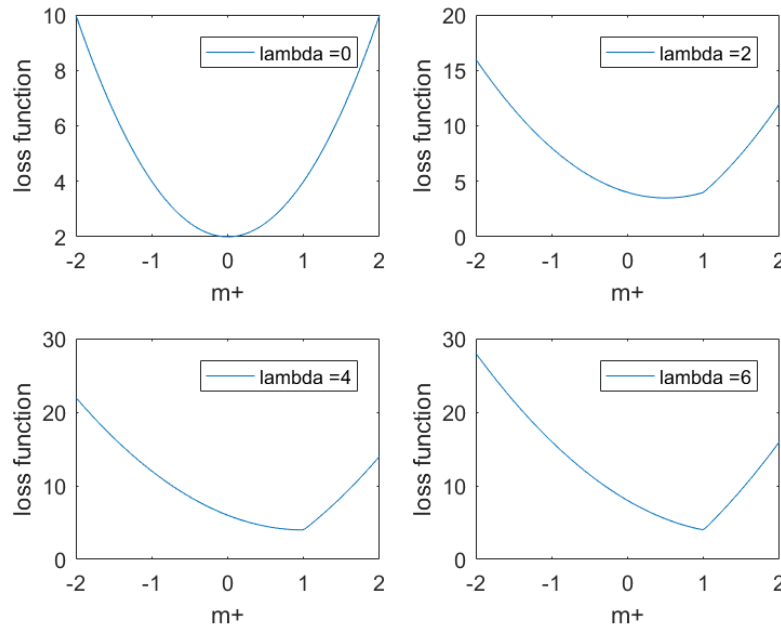 10
8
6
4
2
loss function
lambda =0
-2 -1 0 1 2
m+
20
15
10
5
0
loss function
lambda =2
-2 -1 0 1 2
m+
30
20
10
0
loss function
lambda =4
-2 -1 0 1 2
m+
30
20
10
0
loss function
lambda =6
-2 -1 0 1 2
m+